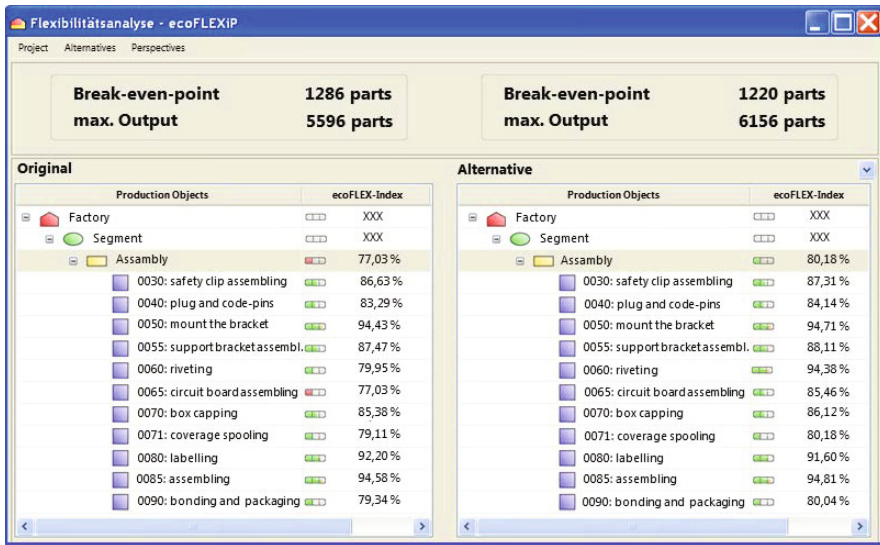 Flexibilitätsanalyse - ecoFLEXiP
Project Alternatives Perspectives
Break-even-point 1286 parts
max. Output 5596 parts
Break-even-point 1220 parts
max. Output 6156 parts
Original
Production Objects ecoFLEX-Index
Factory XXX
Segment XXX
Assambly 77,03 %
0030: safety clip assembling 86,63 %
0040: plug and code-pins 83,29 %
0050: mount the bracket 94,43 %
0055: support bracket assembl. 87,47 %
0060: riveting 79,95 %
0065: circuit board assembling 77,03 %
0070: box capping 85,38 %
0071: coverage spooling 79,11 %
0080: labelling 92,20 %
0085: assembling 94,58 %
0090: bonding and packaging 79,34 %
Alternative
Production Objects ecoFLEX-Index
Factory XXX
Segment XXX
Assambly 80,18 %
0030: safety clip assembling 87,31 %
0040: plug and code-pins 84,14 %
0050: mount the bracket 94,71 %
0055: support bracket assembl. 88,11 %
0060: riveting 94,38 %
0065: circuit board assembling 85,46 %
0070: box capping 86,12 %
0071: coverage spooling 80,18 %
0080: labelling 91,60 %
0085: assembling 94,81 %
0090: bonding and packaging 80,04 %